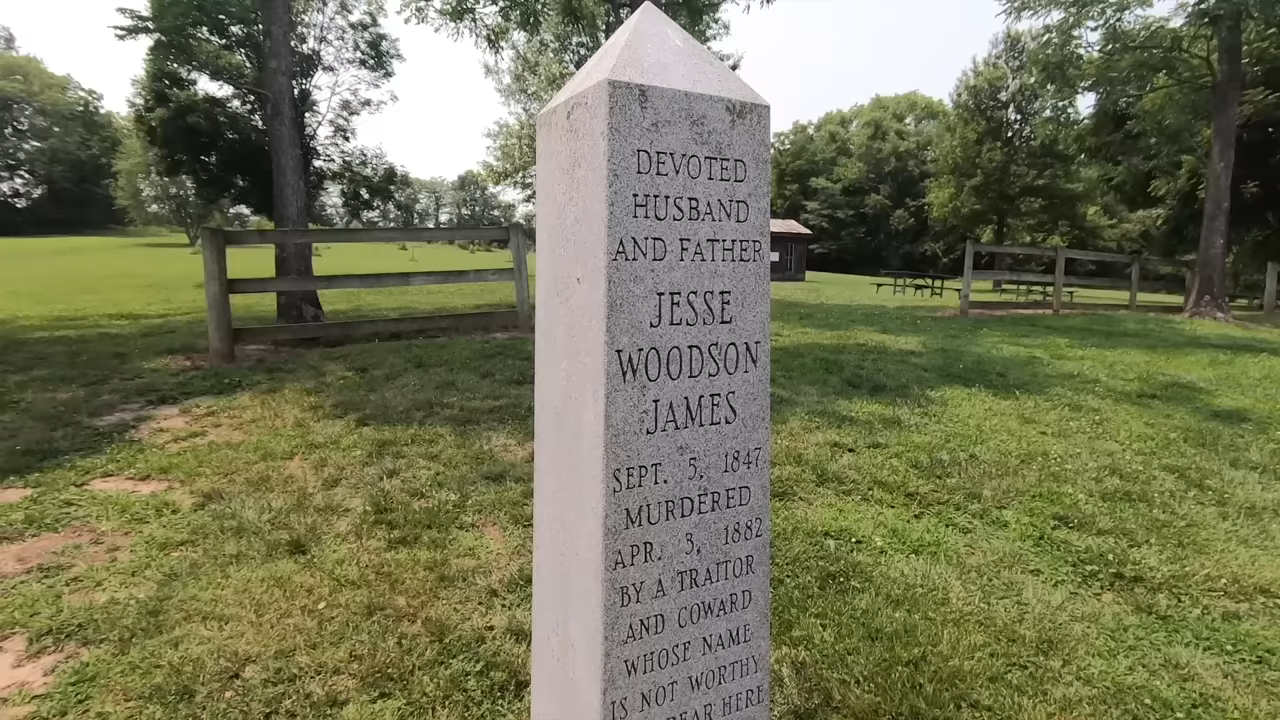 DEVOTED
HUSBAND
AND FATHER
JESSE
WOODSON
JAMES
SEPT. 5, 1847
MURDERED
APR. 3, 1882
BY A TRAITOR
AND COWARD
WHOSE NAME
IS NOT WORTHY
HERE